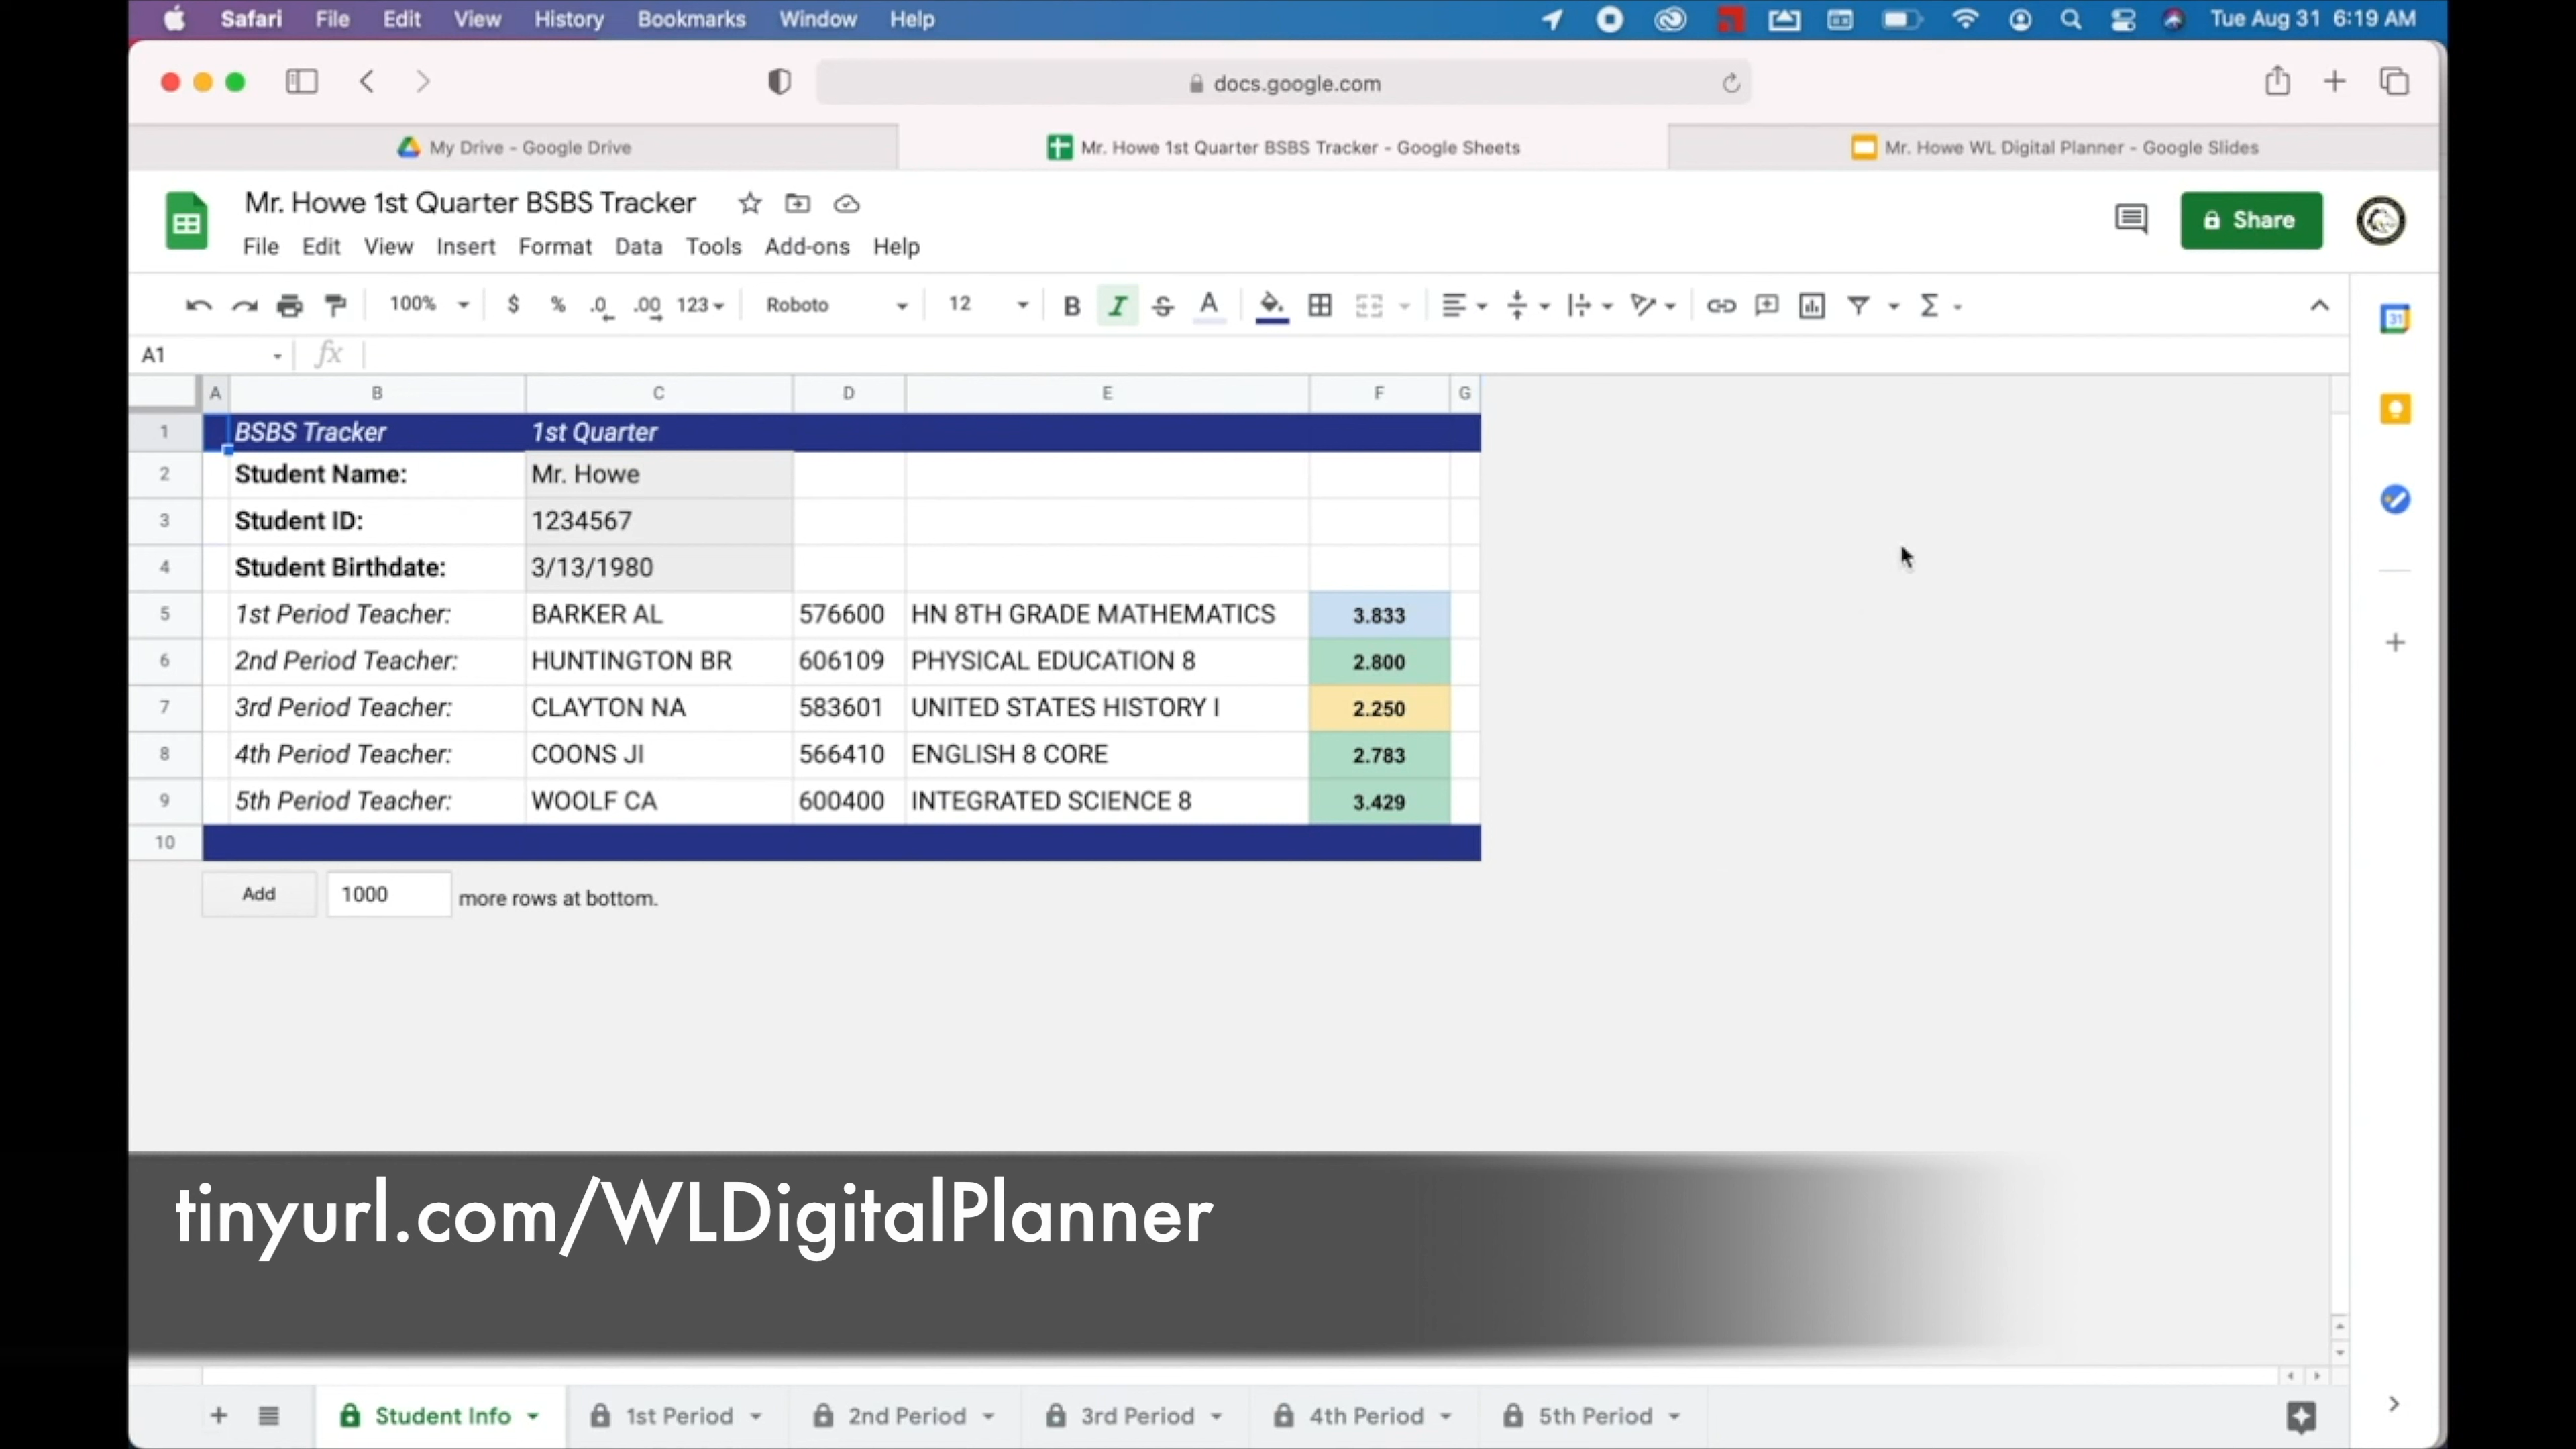 Safari File Edit View History Bookmarks Window Help Tue Aug 31 6:19 AM
docs.google.com
My Drive - Google Drive Mr. Howe 1st Quarter BSBS Tracker - Google Sheets Mr. Howe WL Digital Planner - Google Slides
Mr. Howe 1st Quarter BSBS Tracker
Share
File Edit View Insert Format Data Tools Add-ons Help
100% $ % .0 .00 123 Roboto 12 B I S A Σ
31
A1 fx
A B C D E F G
1 BSBS Tracker 1st Quarter
2 Student Name: Mr. Howe
3 Student ID: 1234567
4 Student Birthdate: 3/13/1980
5 1st Period Teacher: BARKER AL 576600 HN 8TH GRADE MATHEMATICS 3.833
6 2nd Period Teacher: HUNTINGTON BR 606109 PHYSICAL EDUCATION 8 2.800
7 3rd Period Teacher: CLAYTON NA 583601 UNITED STATES HISTORY I 2.250
8 4th Period Teacher: COONS JI 566410 ENGLISH 8 CORE 2.783
9 5th Period Teacher: WOOLF CA 600400 INTEGRATED SCIENCE 8 3.429
10
Add 1000 more rows at bottom.
tinyurl.com/WLDigitalPlanner
Student Info 1st Period 2nd Period 3rd Period 4th Period 5th Period